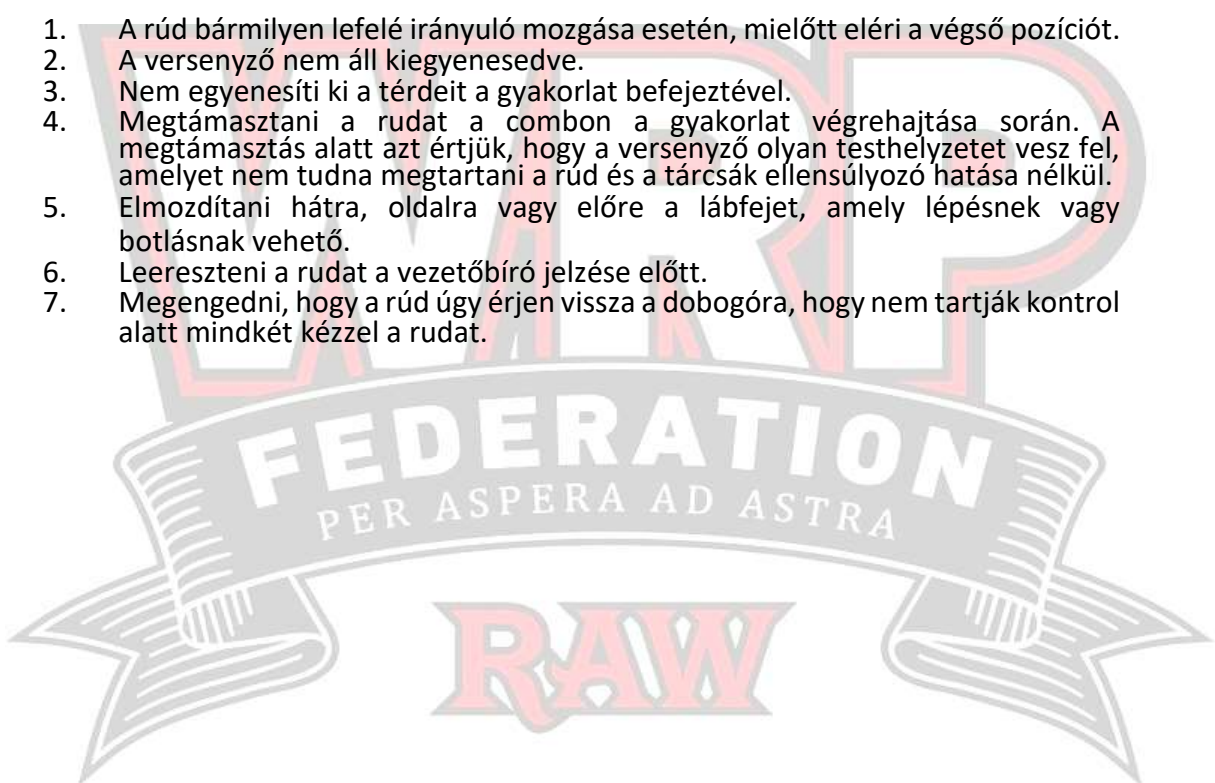 1. A rúd bármilyen lefelé irányuló mozgása esetén, mielőtt eléri a végső pozíciót.
2. A versenyző nem áll kiegyenesedve.
3. Nem egyenesíti ki a térdeit a gyakorlat befejeztével.
4. Megtámasztani a rudat a combon a gyakorlat végrehajtása során. A
megtámasztás alatt azt értjük, hogy a versenyző olyan testhelyzetet vesz fel,
amelyet nem tudna megtartani a rúd és a tárcsák ellensúlyozó hatása nélkül.
5. Elmozdítani hátra, oldalra vagy előre a lábfejet, amely lépésnek vagy
botlásnak vehető.
6. Leereszteni a rudat a vezetőbíró jelzése előtt.
7. Megengedni, hogy a rúd úgy érjen vissza a dobogóra, hogy nem tartják kontrol
alatt mindkét kézzel a rudat.
WRP
FEDERATION
PER ASPERA AD ASTRA
RAW